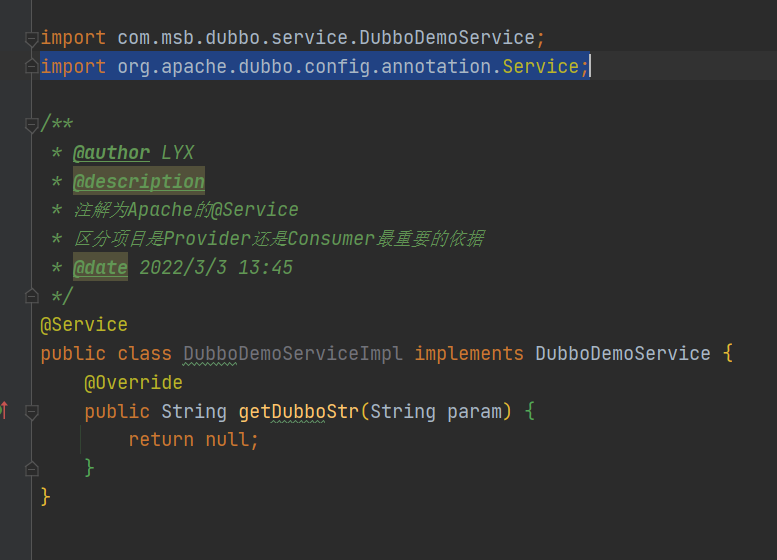 import com.msb.dubbo.service.DubboDemoService;
import org.apache.dubbo.config.annotation.Service;
/**
* @author LYX
* @description
* 注解为Apache的@Service
* 区分项目是Provider还是Consumer最重要的依据
* @date 2022/3/3 13:45
*/
@Service
public class DubboDemoServiceImpl implements DubboDemoService {
@Override
public String getDubboStr(String param) {
return null;
}
}